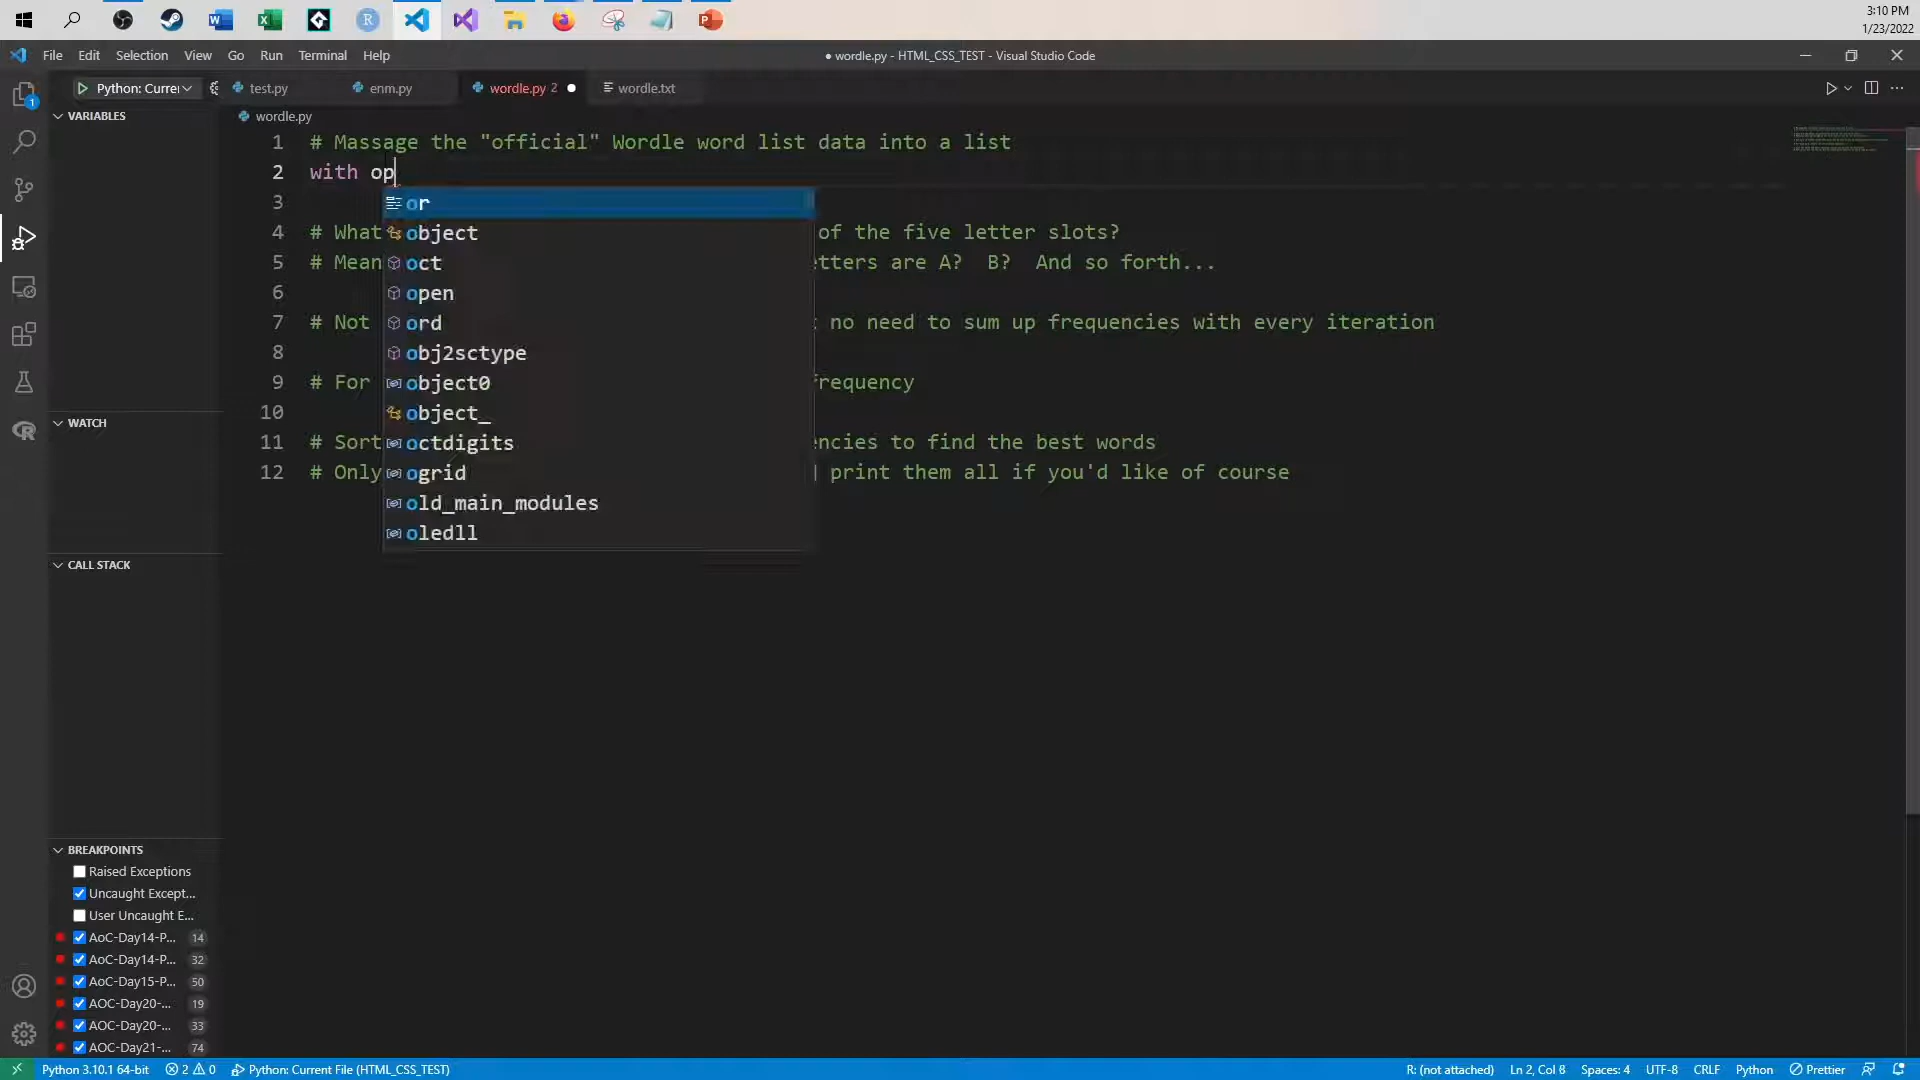 3:10 PM
1/23/2022
File Edit Selection View Go Run Terminal Help
● wordle.py - HTML_CSS_TEST - Visual Studio Code
Python: Currer
test.py
enm.py
wordle.py 2
wordle.txt
VARIABLES
wordle.py
1 # Massage the "official" Wordle word list data into a list
2 with op
3 or
4 # What object of the five letter slots?
5 # Mean oct etters are A?  B?  And so forth...
6 open
7 # Not ord : no need to sum up frequencies with every iteration
8 obj2sctype
9 # For object0 frequency
10 object_
11 # Sort octdigits encies to find the best words
12 # Only ogrid print them all if you'd like of course
old_main_modules
oledll
WATCH
CALL STACK
BREAKPOINTS
Raised Exceptions
Uncaught Except...
User Uncaught E...
AoC-Day14-P... 14
AoC-Day14-P... 32
AoC-Day15-P... 50
AOC-Day20-... 19
AOC-Day20-... 33
AOC-Day21-... 74
Python 3.10.1 64-bit 2 0 Python: Current File (HTML_CSS_TEST) R: (not attached) Ln 2, Col 8 Spaces: 4 UTF-8 CRLF Python Prettier